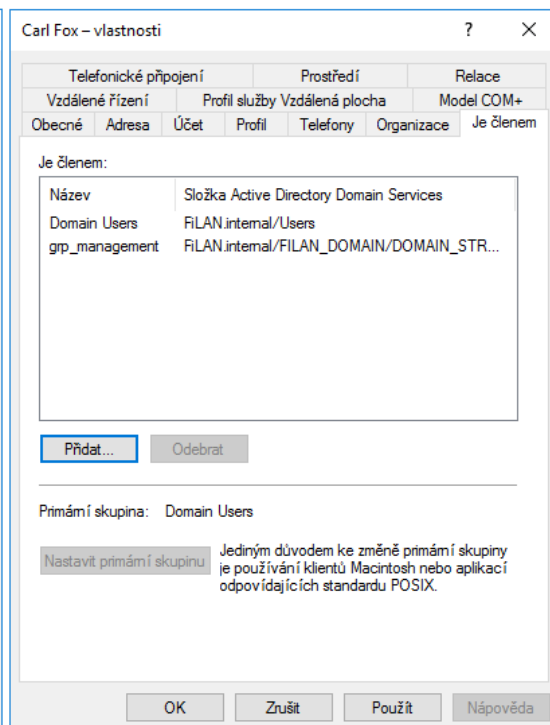 Carl Fox – vlastnosti ? ×
Telefonické připojení Prostředí Relace
Vzdálené řízení Profil služby Vzdálená plocha Model COM+
Obecné Adresa Účet Profil Telefony Organizace Je členem
Je členem:
Název Složka Active Directory Domain Services
Domain Users FiLAN.internal/Users
grp_management FiLAN.internal/FILAN_DOMAIN/DOMAIN_STR...
Přidat... Odebrat
Primární skupina: Domain Users
Nastavit primární skupinu
Jediným důvodem ke změně primární skupiny
je používání klientů Macintosh nebo aplikací
odpovídajících standardu POSIX.
OK Zrušit Použít Nápověda